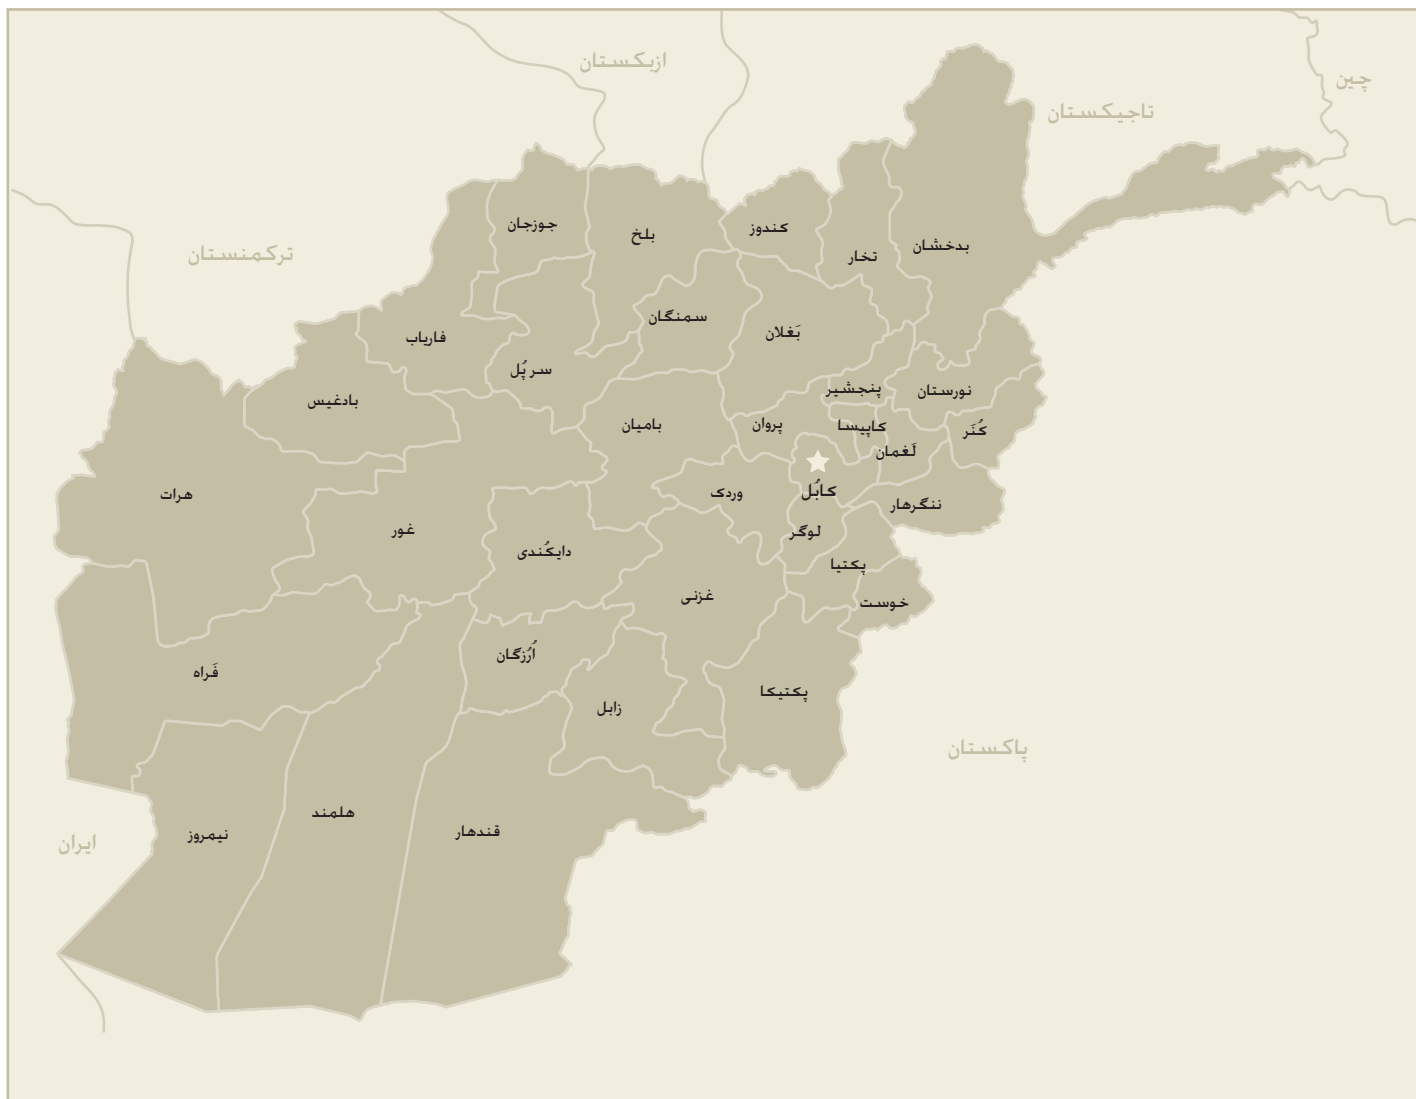 ازبکستان
چین
تاجیکستان
ترکمنستان
جوزجان
بلخ
کندوز
تخار
بدخشان
فاریاب
سمنگان
بَغلان
سر پُل
بادغیس
پنجشیر
نورستان
بامیان
پروان
کاپیسا
کُنَر
لَغمان
هرات
وردک
کابُل
ننگرهار
غور
دایکُندی
لوگر
پکتیا
غزنی
خوست
فَراه
اُرُزگان
پکتیکا
زابل
پاکستان
هلمند
نیمروز
قندهار
ایران